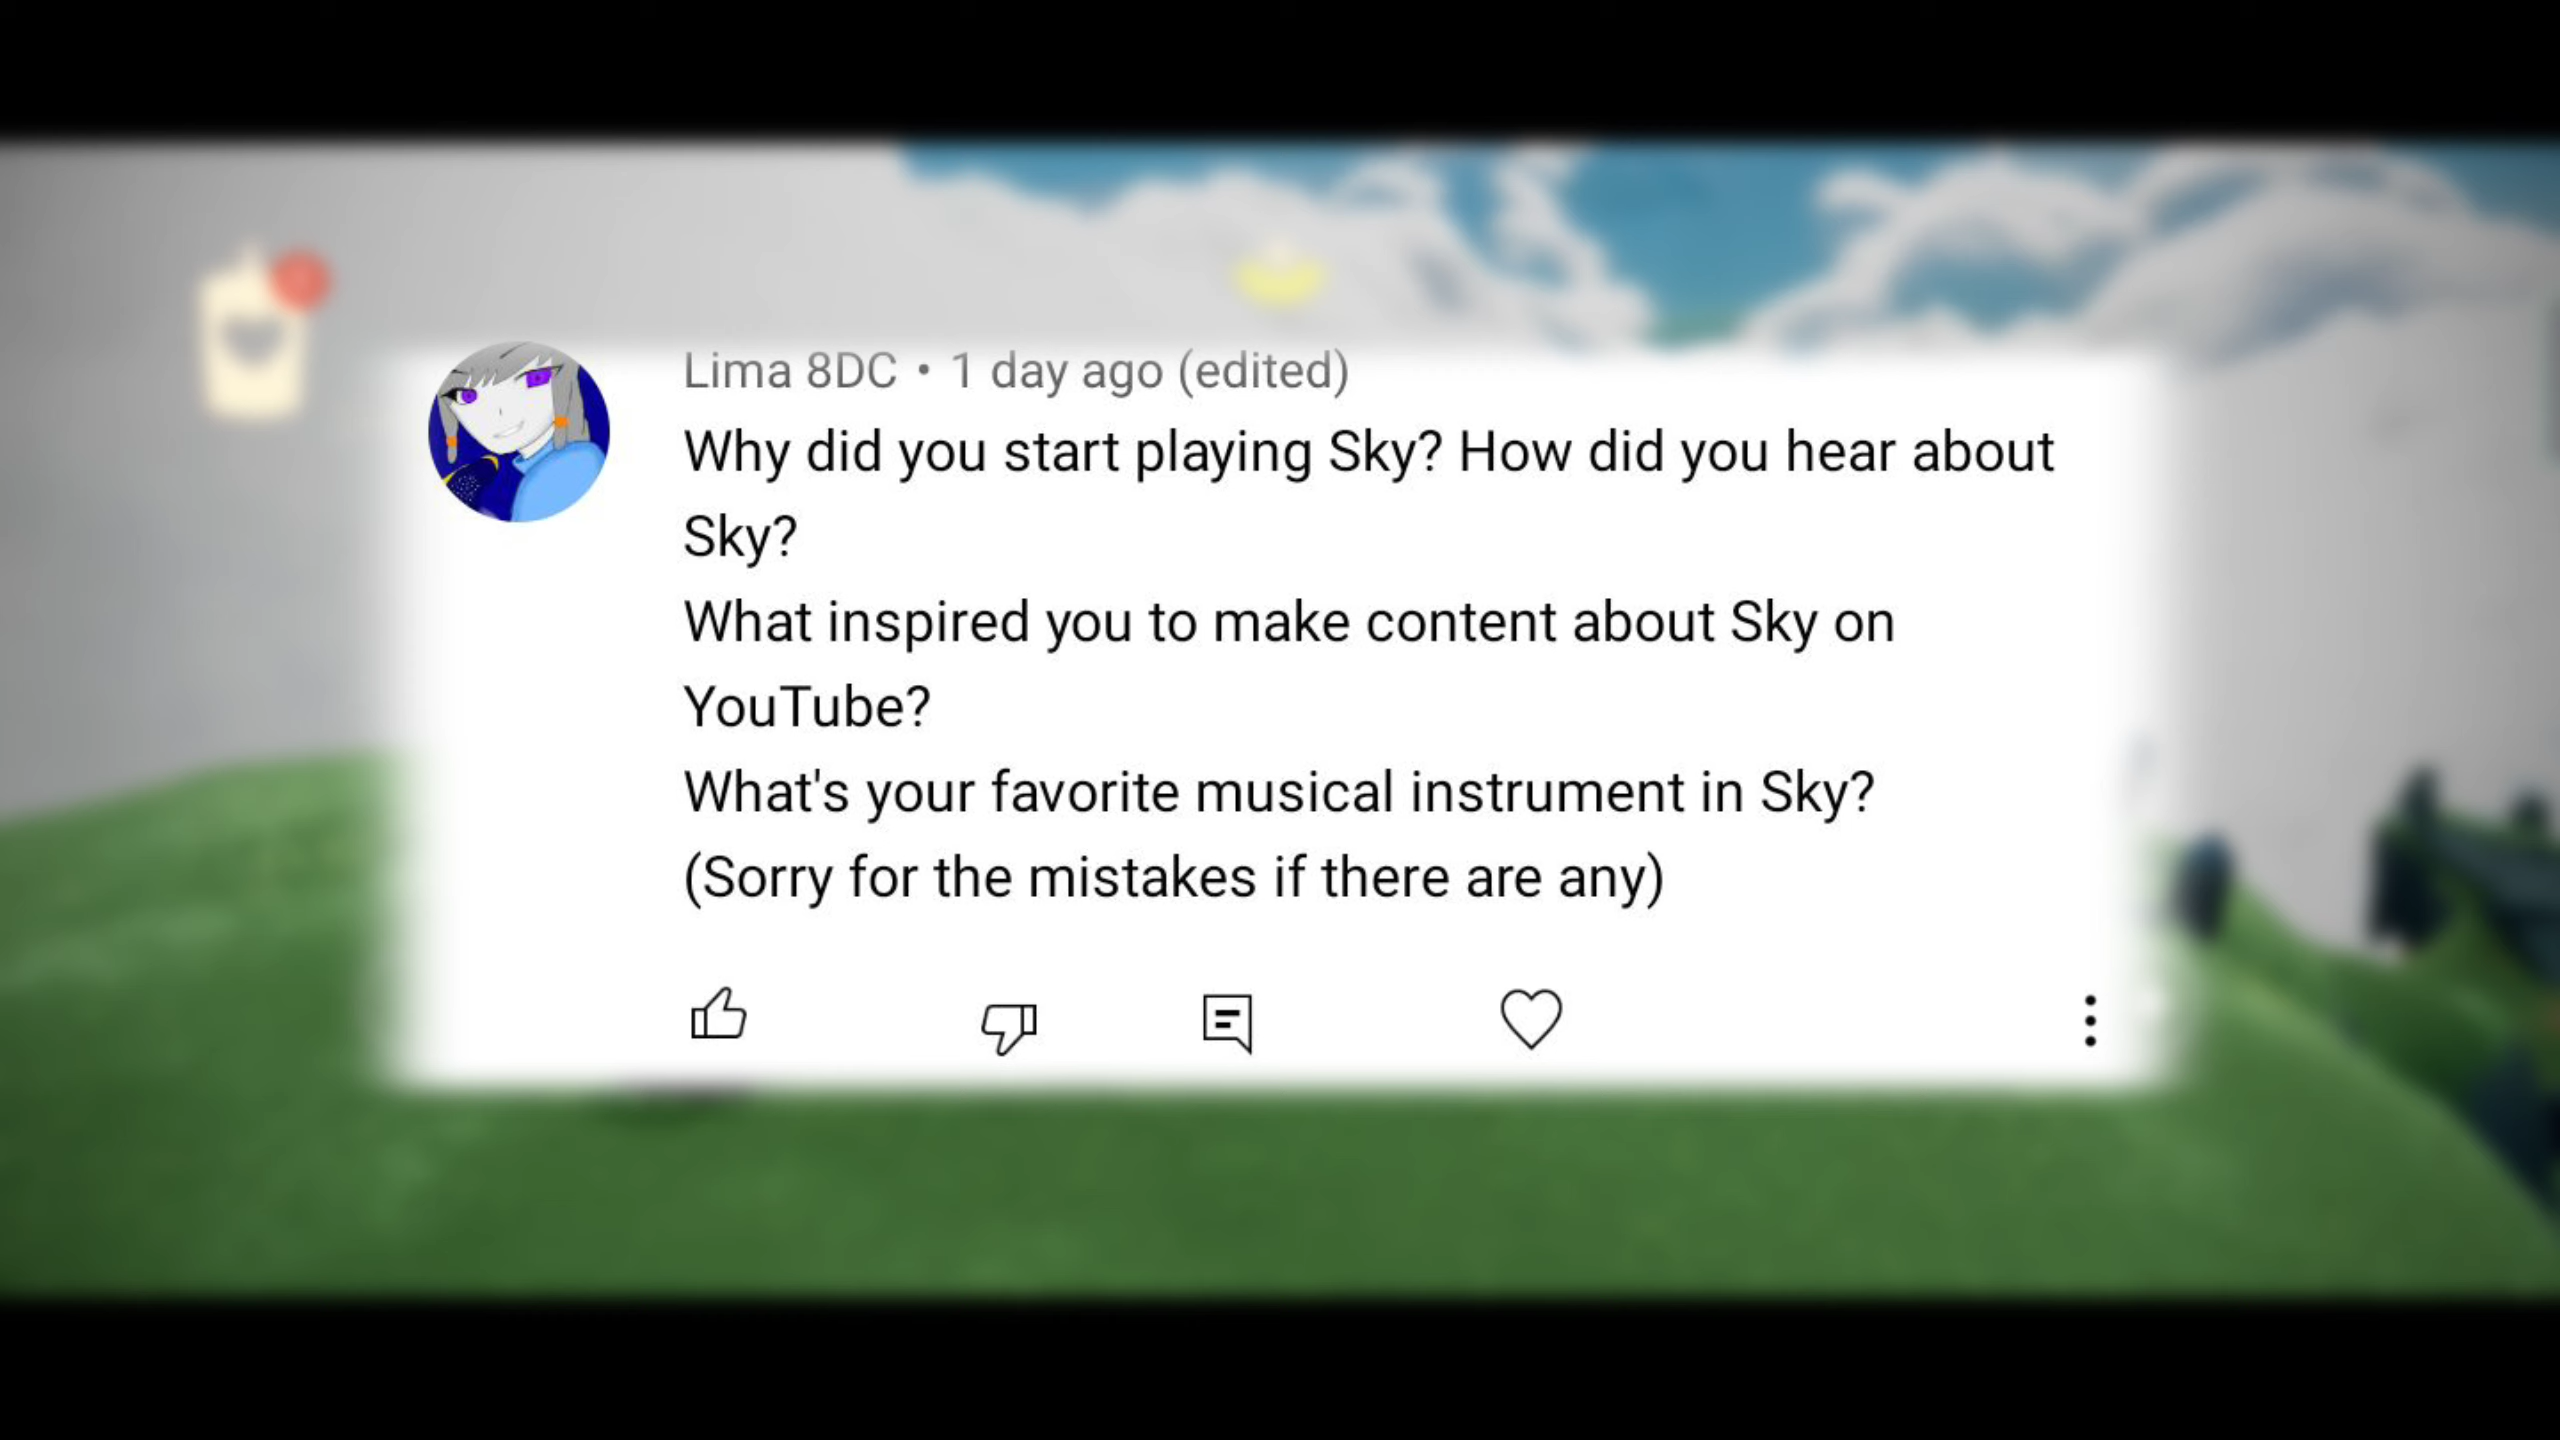 Lima 8DC • 1 day ago (edited)
Why did you start playing Sky? How did you hear about
Sky?
What inspired you to make content about Sky on
YouTube?
What's your favorite musical instrument in Sky?
(Sorry for the mistakes if there are any)